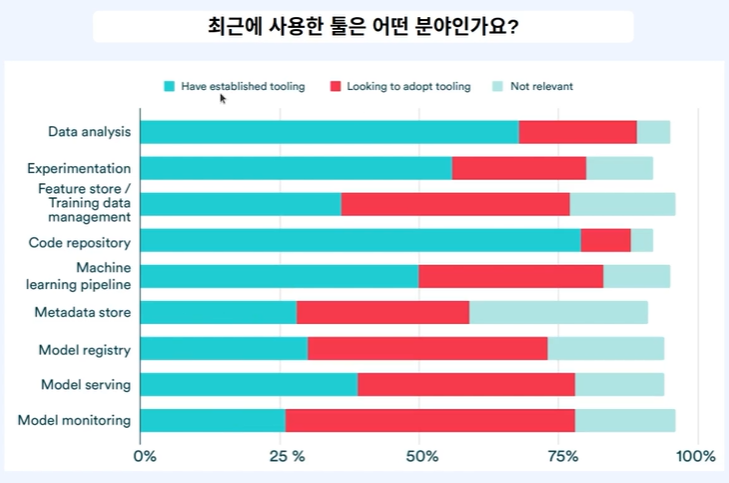 최근에 사용한 툴은 어떤 분야인가요?
Have established tooling
Looking to adopt tooling
Not relevant
Data analysis
Experimentation
Feature store /
Training data
management
Code repository
Machine
learning pipeline
Metadata store
Model registry
Model serving
Model monitoring
0% 25 % 50% 75% 100%